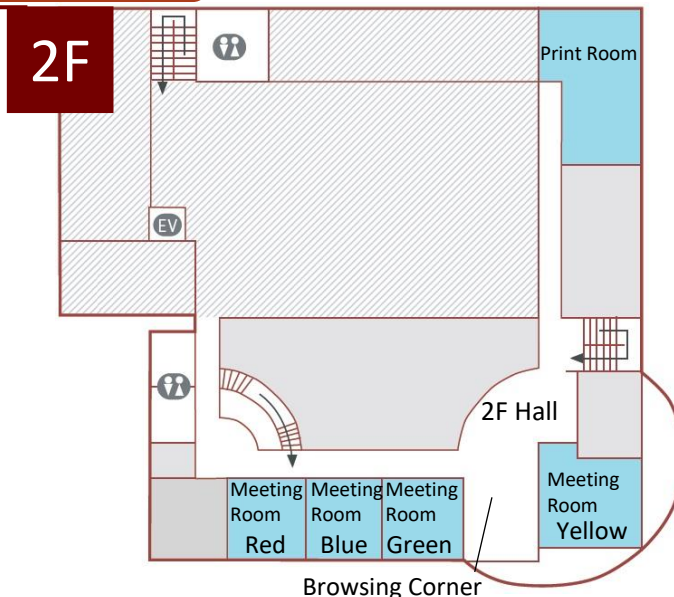 2F
Print Room
EV
2F Hall
Meeting
Room
Red
Meeting
Room
Blue
Meeting
Room
Green
Meeting
Room
Yellow
Browsing Corner